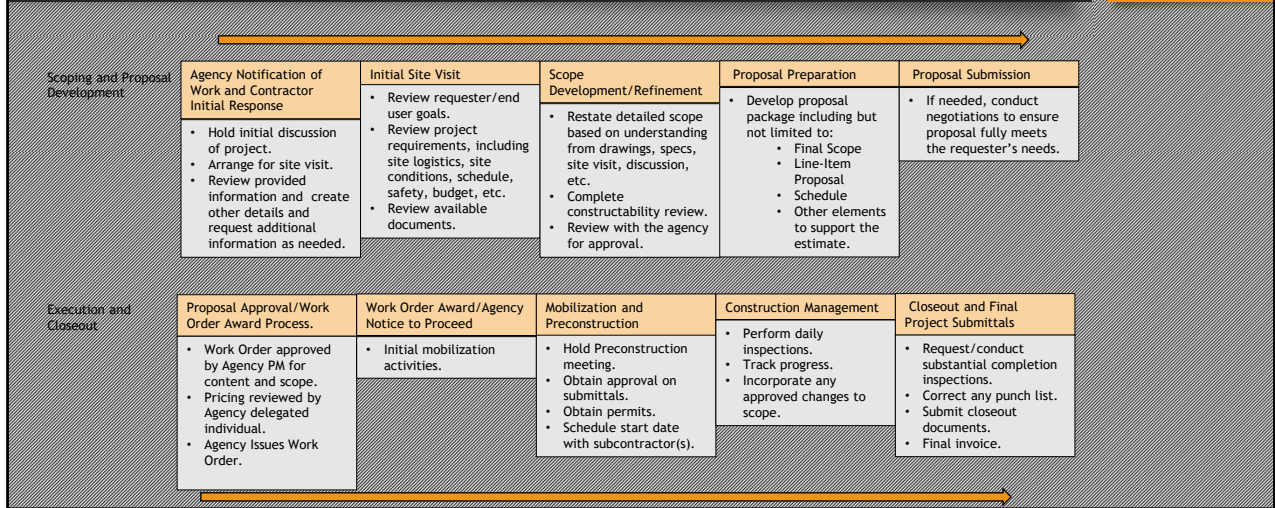 Scoping and Proposal
Development
Agency Notification of
Work and Contractor
Initial Response
• Hold initial discussion
of project.
• Arrange for site visit.
• Review provided
information and create
other details and
request additional
information as needed.
Initial Site Visit
• Review requester/end
user goals.
• Review project
requirements, including
site logistics, site
conditions, schedule,
safety, budget, etc.
• Review available
documents.
Scope
Development/Refinement
• Restate detailed scope
based on understanding
from drawings, specs,
site visit, discussion,
etc.
• Complete
constructability review.
• Review with the agency
for approval.
Proposal Preparation
• Develop proposal
package including but
not limited to:
• Final Scope
• Line-Item
Proposal
• Schedule
• Other elements
to support the
estimate.
Proposal Submission
• If needed, conduct
negotiations to ensure
proposal fully meets
the requester's needs.
Execution and
Closeout
Proposal Approval/Work
Order Award Process.
• Work Order approved
by Agency PM for
content and scope.
• Pricing reviewed by
Agency delegated
individual.
• Agency Issues Work
Order.
Work Order Award/Agency
Notice to Proceed
• Initial mobilization
activities.
Mobilization and
Preconstruction
• Hold Preconstruction
meeting.
• Obtain approval on
submittals.
• Obtain permits.
• Schedule start date
with subcontractor(s).
Construction Management
• Perform daily
inspections.
• Track progress.
• Incorporate any
approved changes to
scope.
Closeout and Final
Project Submittals
• Request/conduct
substantial completion
inspections.
• Correct any punch list.
• Submit closeout
documents.
• Final invoice.